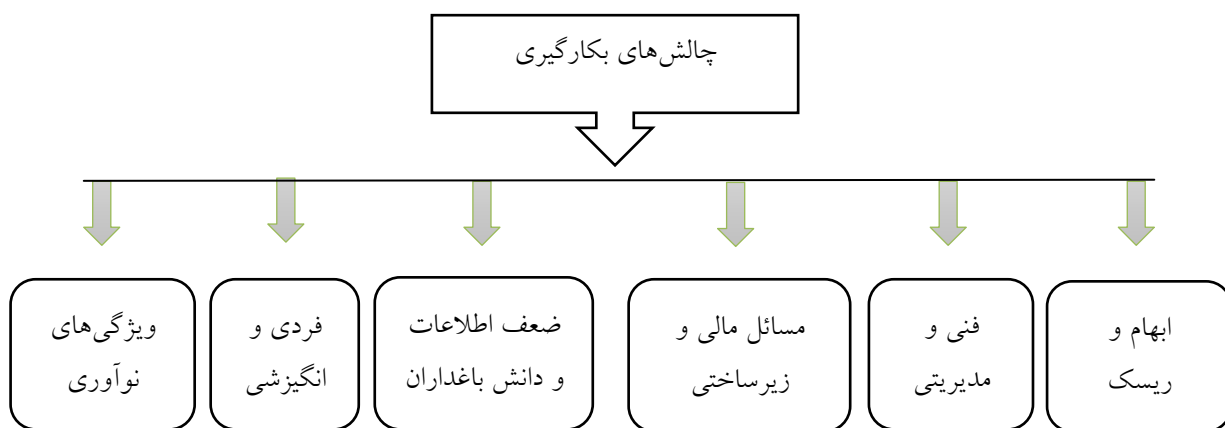 چالش‌های بکارگیری
ابهام و
ریسک
فنی و
مدیریتی
مسائل مالی و
زیرساختی
ضعف اطلاعات
و دانش باغداران
فردی و
انگیزشی
ویژگی‌های
نوآوری